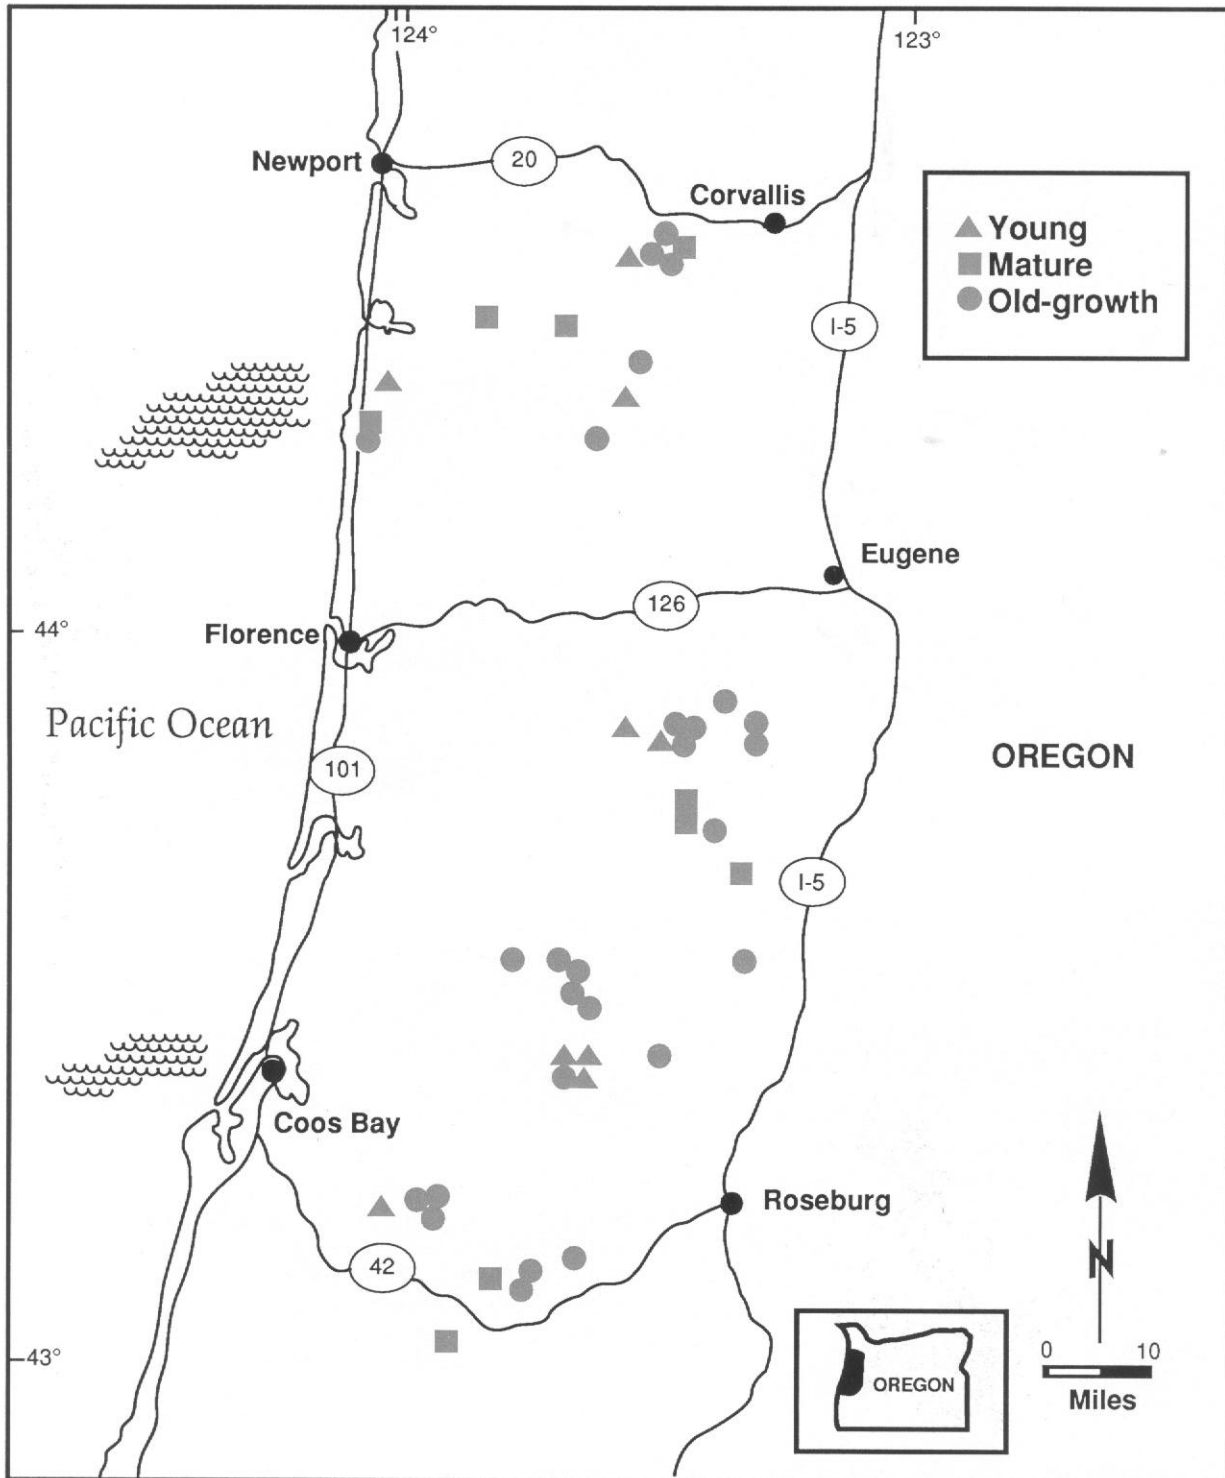 124°
123°
Newport
20
Corvallis
Young
Mature
Old-growth
I-5
Eugene
126
Florence
44°
Pacific Ocean
OREGON
101
I-5
Coos Bay
Roseburg
42
N
43°
OREGON
0 10
Miles